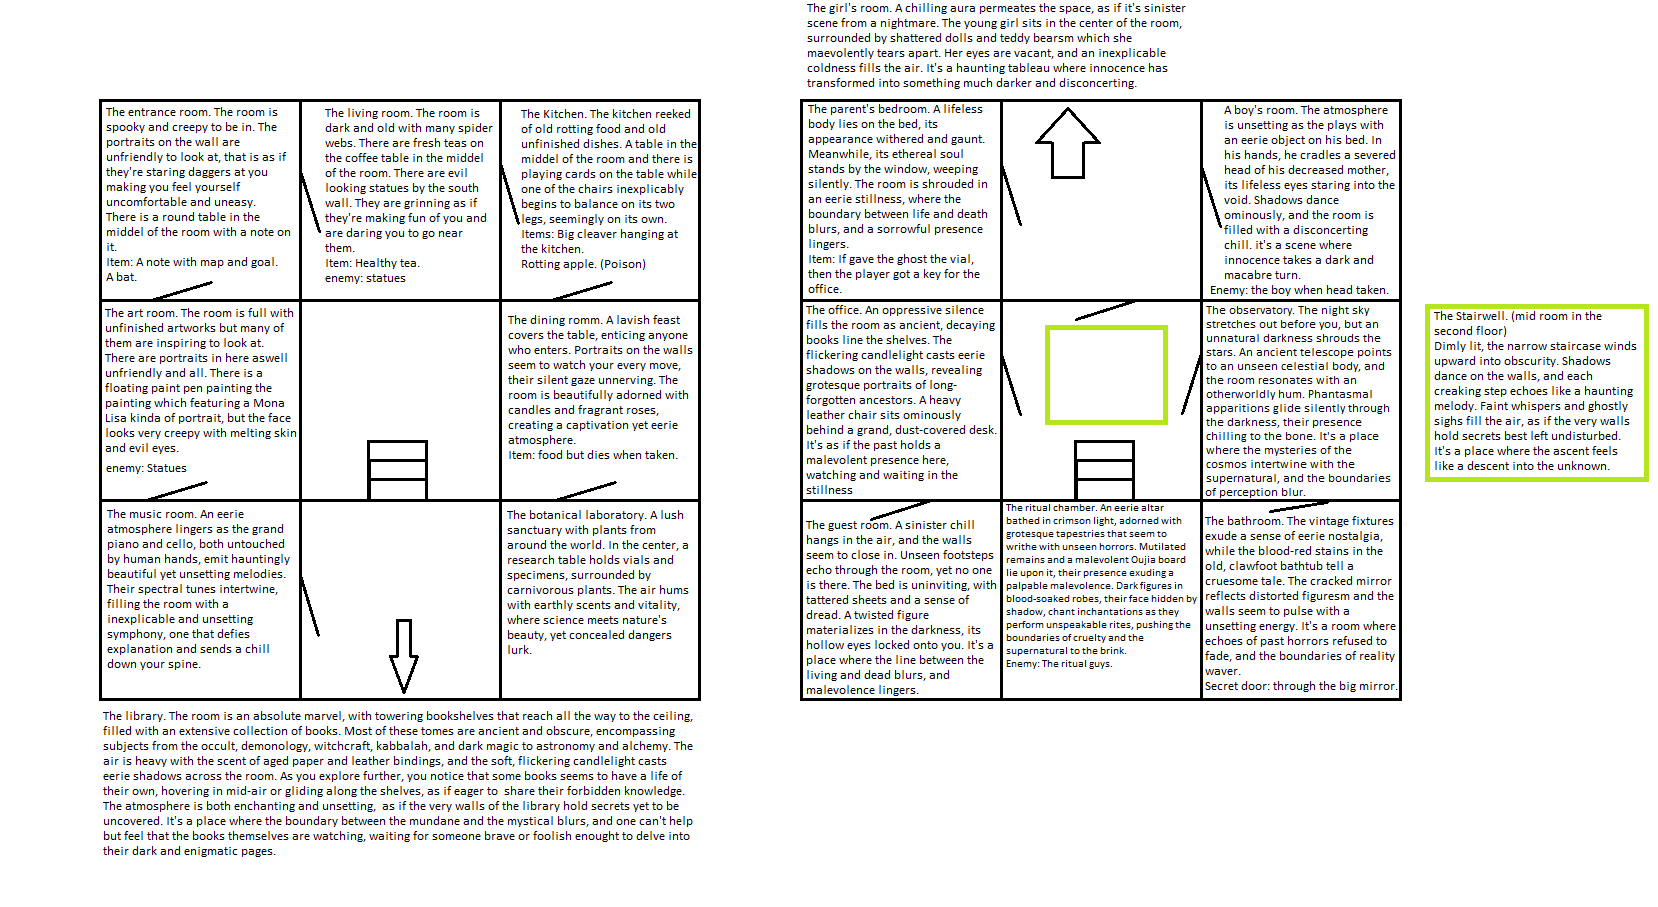 The girl's room. A chilling aura permeates the space, as if it's sinister
scene from a nightmare. The young girl sits in the center of the room,
surrounded by shattered dolls and teddy bearsm which she
maevolently tears apart. Her eyes are vacant, and an inexplicable
coldness fills the air. It's a haunting tableau where innocence has
transformed into something much darker and disconcerting.
The entrance room. The room is
spooky and creepy to be in. The
portraits on the wall are
unfriendly to look at, that is as if
they're staring daggers at you
making you feel yourself
uncomfortable and uneasy.
There is a round table in the
middel of the room with a note on
it.
Item: A note with map and goal.
A bat.
The living room. The room is
dark and old with many spider
webs. There are fresh teas on
the coffee table in the middel
of the room. There are evil
looking statues by the south
wall. They are grinning as if
they're making fun of you and
are daring you to go near
them.
Item: Healthy tea.
enemy: statues
The Kitchen. The kitchen reeked
of old rotting food and old
unfinished dishes. A table in the
middel of the room and there is
playing cards on the table while
one of the chairs inexplicably
begins to balance on its two
legs, seemingly on its own.
Items: Big cleaver hanging at
the kitchen.
Rotting apple. (Poison)
The art room. The room is full with
unfinished artworks but many of
them are inspiring to look at.
There are portraits in here aswell
unfriendly and all. There is a
floating paint pen painting the
painting which featuring a Mona
Lisa kinda of portrait, but the face
looks very creepy with melting skin
and evil eyes.
enemy: Statues
The dining romm. A lavish feast
covers the table, enticing anyone
who enters. Portraits on the walls
seem to watch your every move,
their silent gaze unnerving. The
room is beautifully adorned with
candles and fragrant roses,
creating a captivation yet eerie
atmosphere.
Item: food but dies when taken.
The music room. An eerie
atmosphere lingers as the grand
piano and cello, both untouched
by human hands, emit hauntingly
beautiful yet unsetting melodies.
Their spectral tunes intertwine,
filling the room with a
inexplicable and unsetting
symphony, one that defies
explanation and sends a chill
down your spine.
The botanical laboratory. A lush
sanctuary with plants from
around the world. In the center, a
research table holds vials and
specimens, surrounded by
carnivorous plants. The air hums
with earthly scents and vitality,
where science meets nature's
beauty, yet concealed dangers
lurk.
The library. The room is an absolute marvel, with towering bookshelves that reach all the way to the ceiling,
filled with an extensive collection of books. Most of these tomes are ancient and obscure, encompassing
subjects from the occult, demonology, witchcraft, kabbalah, and dark magic to astronomy and alchemy. The
air is heavy with the scent of aged paper and leather bindings, and the soft, flickering candlelight casts
eerie shadows across the room. As you explore further, you notice that some books seems to have a life of
their own, hovering in mid-air or gliding along the shelves, as if eager to  share their forbidden knowledge.
The atmosphere is both enchanting and unsetting,  as if the very walls of the library hold secrets yet to be
uncovered. It's a place where the boundary between the mundane and the mystical blurs, and one can't help
but feel that the books themselves are watching, waiting for someone brave or foolish enought to delve into
their dark and enigmatic pages.
The parent's bedroom. A lifeless
body lies on the bed, its
appearance withered and gaunt.
Meanwhile, its ethereal soul
stands by the window, weeping
silently. The room is shrouded in
an eerie stillness, where the
boundary between life and death
blurs, and a sorrowful presence
lingers.
Item: If gave the ghost the vial,
then the player got a key for the
office.
A boy's room. The atmosphere
is unsetting as the plays with
an eerie object on his bed. In
his hands, he cradles a severed
head of his decreased mother,
its lifeless eyes staring into the
void. Shadows dance
ominously, and the room is
filled with a disconcerting
chill. it's a scene where
innocence takes a dark and
macabre turn.
Enemy: the boy when head taken.
The office. An oppressive silence
fills the room as ancient, decaying
books line the shelves. The
flickering candlelight casts eerie
shadows on the walls, revealing
grotesque portraits of long-
forgotten ancestors. A heavy
leather chair sits ominously
behind a grand, dust-covered desk.
It's as if the past holds a
malevolent presence here,
watching and waiting in the
stillness
The observatory. The night sky
stretches out before you, but an
unnatural darkness shrouds the
stars. An ancient telescope points
to an unseen celestial body, and
the room resonates with an
otherworldly hum. Phantasmal
apparitions glide silently through
the darkness, their presence
chilling to the bone. It's a place
where the mysteries of the
cosmos intertwine with the
supernatural, and the boundaries
of perception blur.
The Stairwell. (mid room in the
second floor)
Dimly lit, the narrow staircase winds
upward into obscurity. Shadows
dance on the walls, and each
creaking step echoes like a haunting
melody. Faint whispers and ghostly
sighs fill the air, as if the very walls
hold secrets best left undisturbed.
It's a place where the ascent feels
like a descent into the unknown.
The guest room. A sinister chill
hangs in the air, and the walls
seem to close in. Unseen footsteps
echo through the room, yet no one
is there. The bed is uninviting, with
tattered sheets and a sense of
dread. A twisted figure
materializes in the darkness, its
hollow eyes locked onto you. It's a
place where the line between the
living and dead blurs, and
malevolence lingers.
The ritual chamber. An eerie altar
bathed in crimson light, adorned with
grotesque tapestries that seem to
writhe with unseen horrors. Mutilated
remains and a malevolent Oujia board
lie upon it, their presence exuding a
palpable malevolence. Dark figures in
blood-soaked robes, their face hidden by
shadow, chant inchantations as they
perform unspeakable rites, pushing the
boundaries of cruelty and the
supernatural to the brink.
Enemy: The ritual guys.
The bathroom. The vintage fixtures
exude a sense of eerie nostalgia,
while the blood-red stains in the
old, clawfoot bathtub tell a
cruesome tale. The cracked mirror
reflects distorted figuresm and the
walls seem to pulse with a
unsetting energy. It's a room where
echoes of past horrors refused to
fade, and the boundaries of reality
waver.
Secret door: through the big mirror.